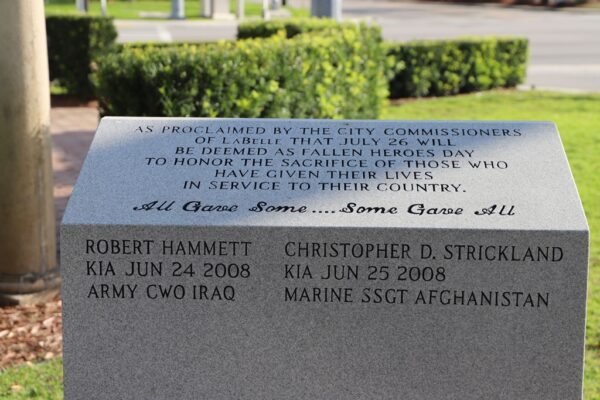 AS PROCLAIMED BY THE CITY COMMISSIONERS
OF LABELLE THAT JULY 26 WILL
BE DEEMED AS FALLEN HEROES DAY
TO HONOR THE SACRIFICE OF THOSE WHO
HAVE GIVEN THEIR LIVES
IN SERVICE TO THEIR COUNTRY.
All Gave Some....Some Gave All
ROBERT HAMMETT
KIA JUN 24 2008
ARMY CWO IRAQ
CHRISTOPHER D. STRICKLAND
KIA JUN 25 2008
MARINE SSGT AFGHANISTAN